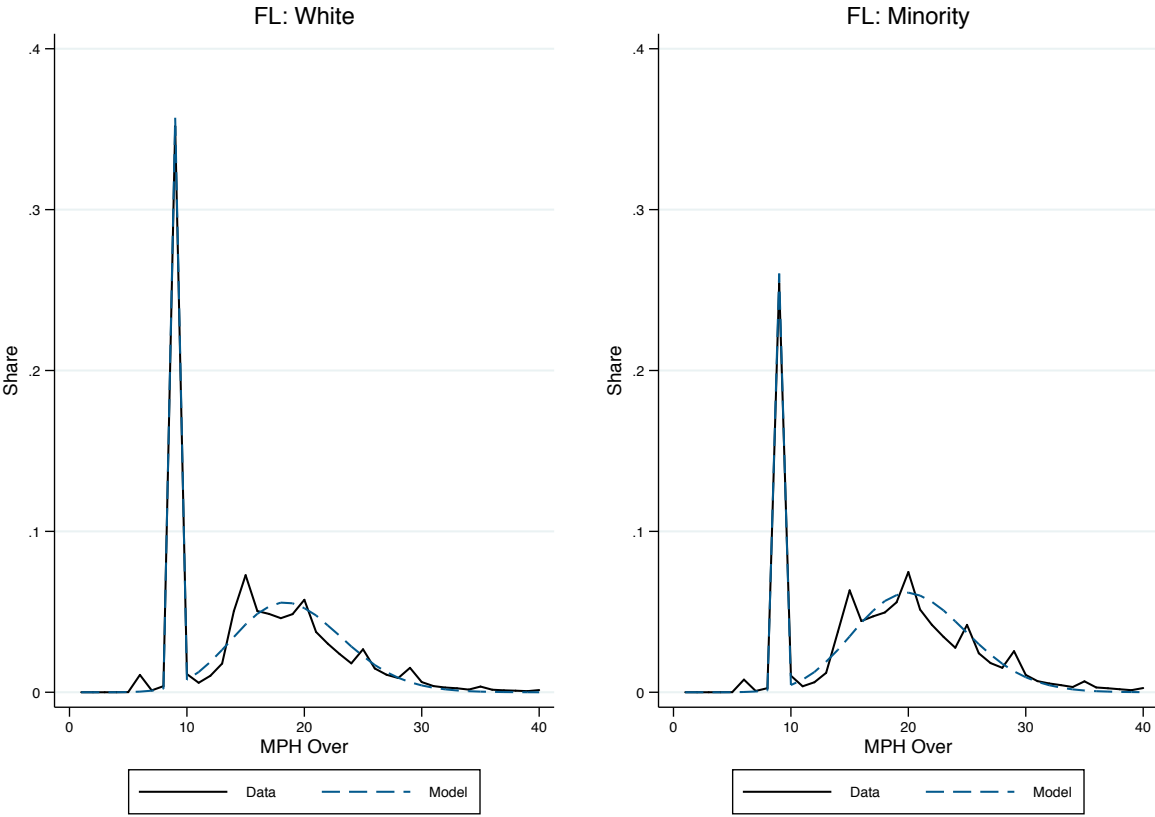 FL: White
.4
.3
.2
.1
0
Share
0 10 20 30 40
MPH Over
Data Model
FL: Minority
.4
.3
.2
.1
0
Share
0 10 20 30 40
MPH Over
Data Model